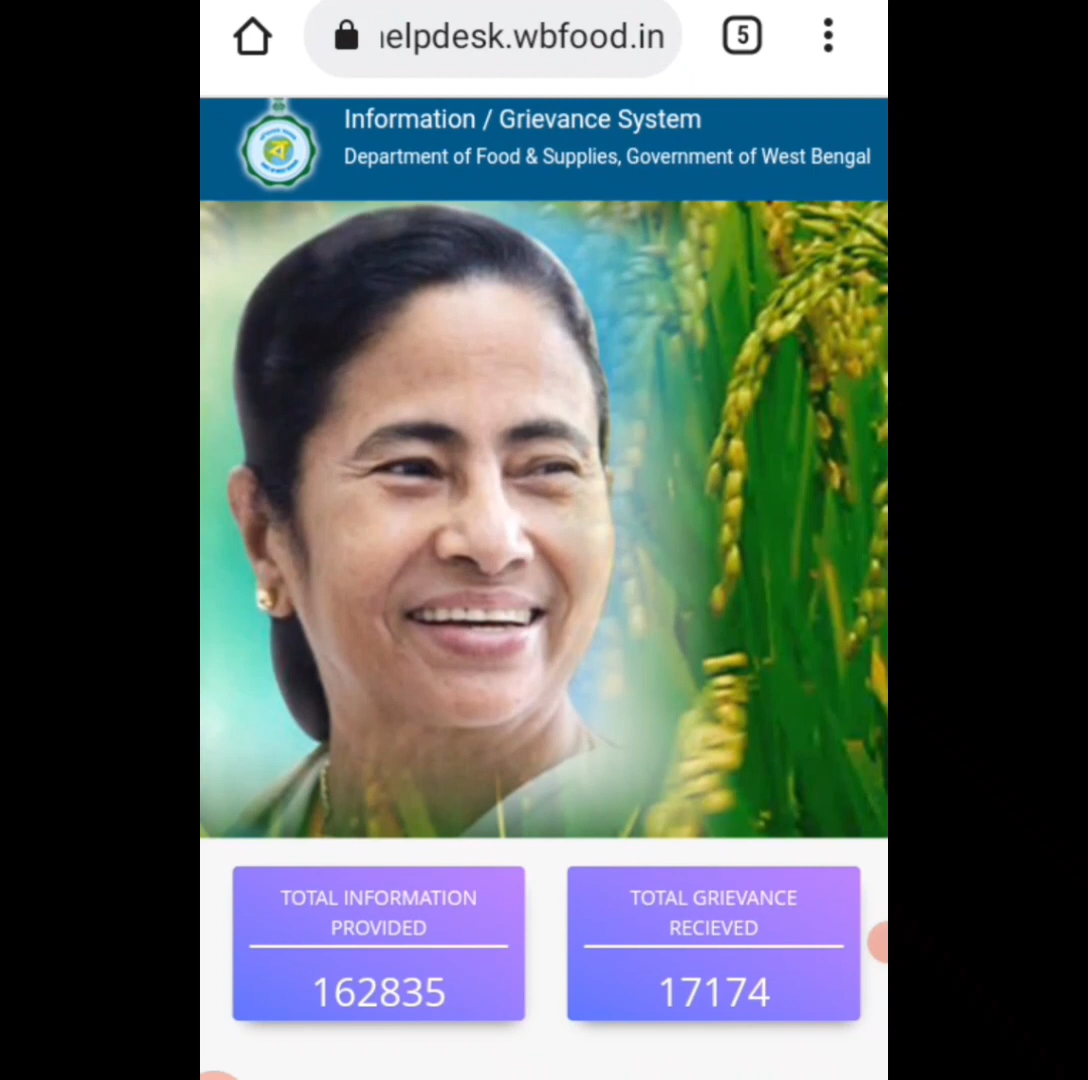 elpdesk.wbfood.in
5
Information / Grievance System
Department of Food & Supplies, Government of West Bengal
ব
TOTAL INFORMATION
PROVIDED
162835
TOTAL GRIEVANCE
RECIEVED
17174